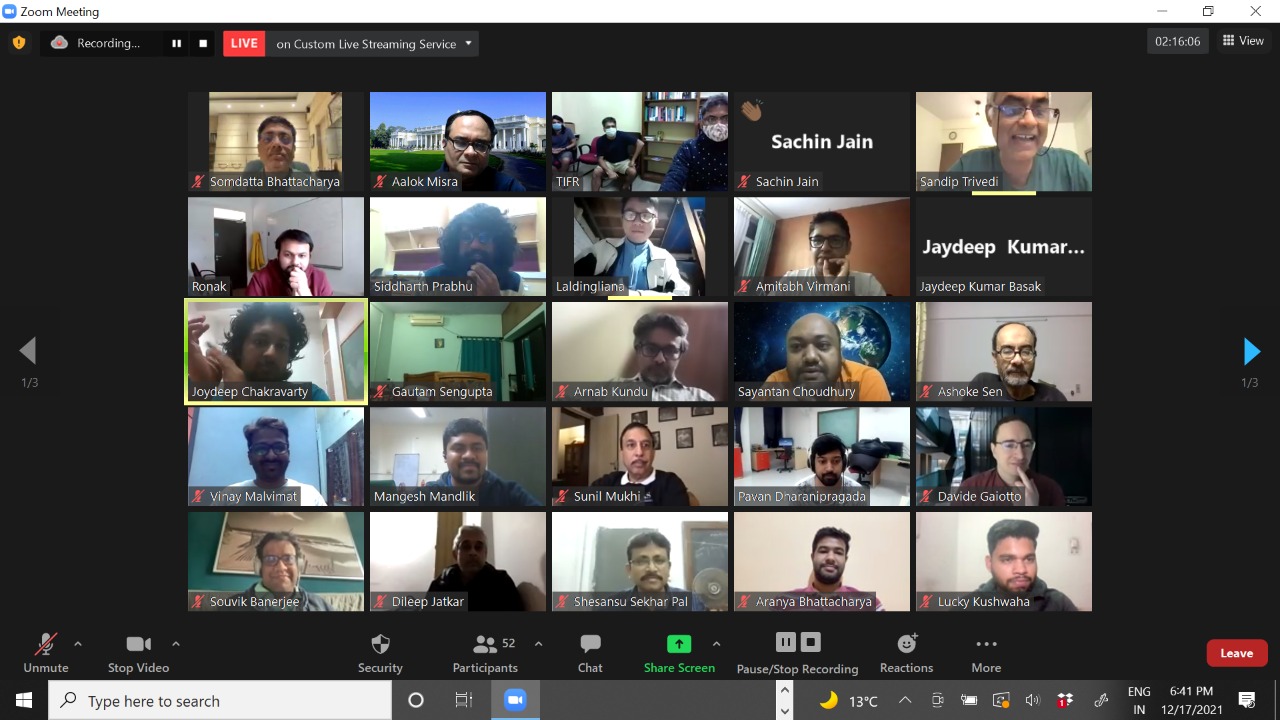 Zoom Meeting
Recording...
LIVE on Custom Live Streaming Service
02:16:06
View
Somdatta Bhattacharya
Aalok Misra
TIFR
Sachin Jain
Sachin Jain
Sandip Trivedi
Ronak
Siddharth Prabhu
Laldingliana
Amitabh Virmani
Jaydeep Kumar...
Jaydeep Kumar Basak
1/3
1/3
Joydeep Chakravarty
Gautam Sengupta
Arnab Kundu
Sayantan Choudhury
Ashoke Sen
Vinay Malvimat
Mangesh Mandlik
Sunil Mukhi
Pavan Dharanipragada
Davide Gaiotto
Souvik Banerjee
Dileep Jatkar
Shesansu Sekhar Pal
Aranya Bhattacharya
Lucky Kushwaha
Unmute
Stop Video
Security
52
Participants
Chat
Share Screen
Pause/Stop Recording
Reactions
More
Leave
Type here to search
13°C
1
ENG
IN
6:41 PM
12/17/2021